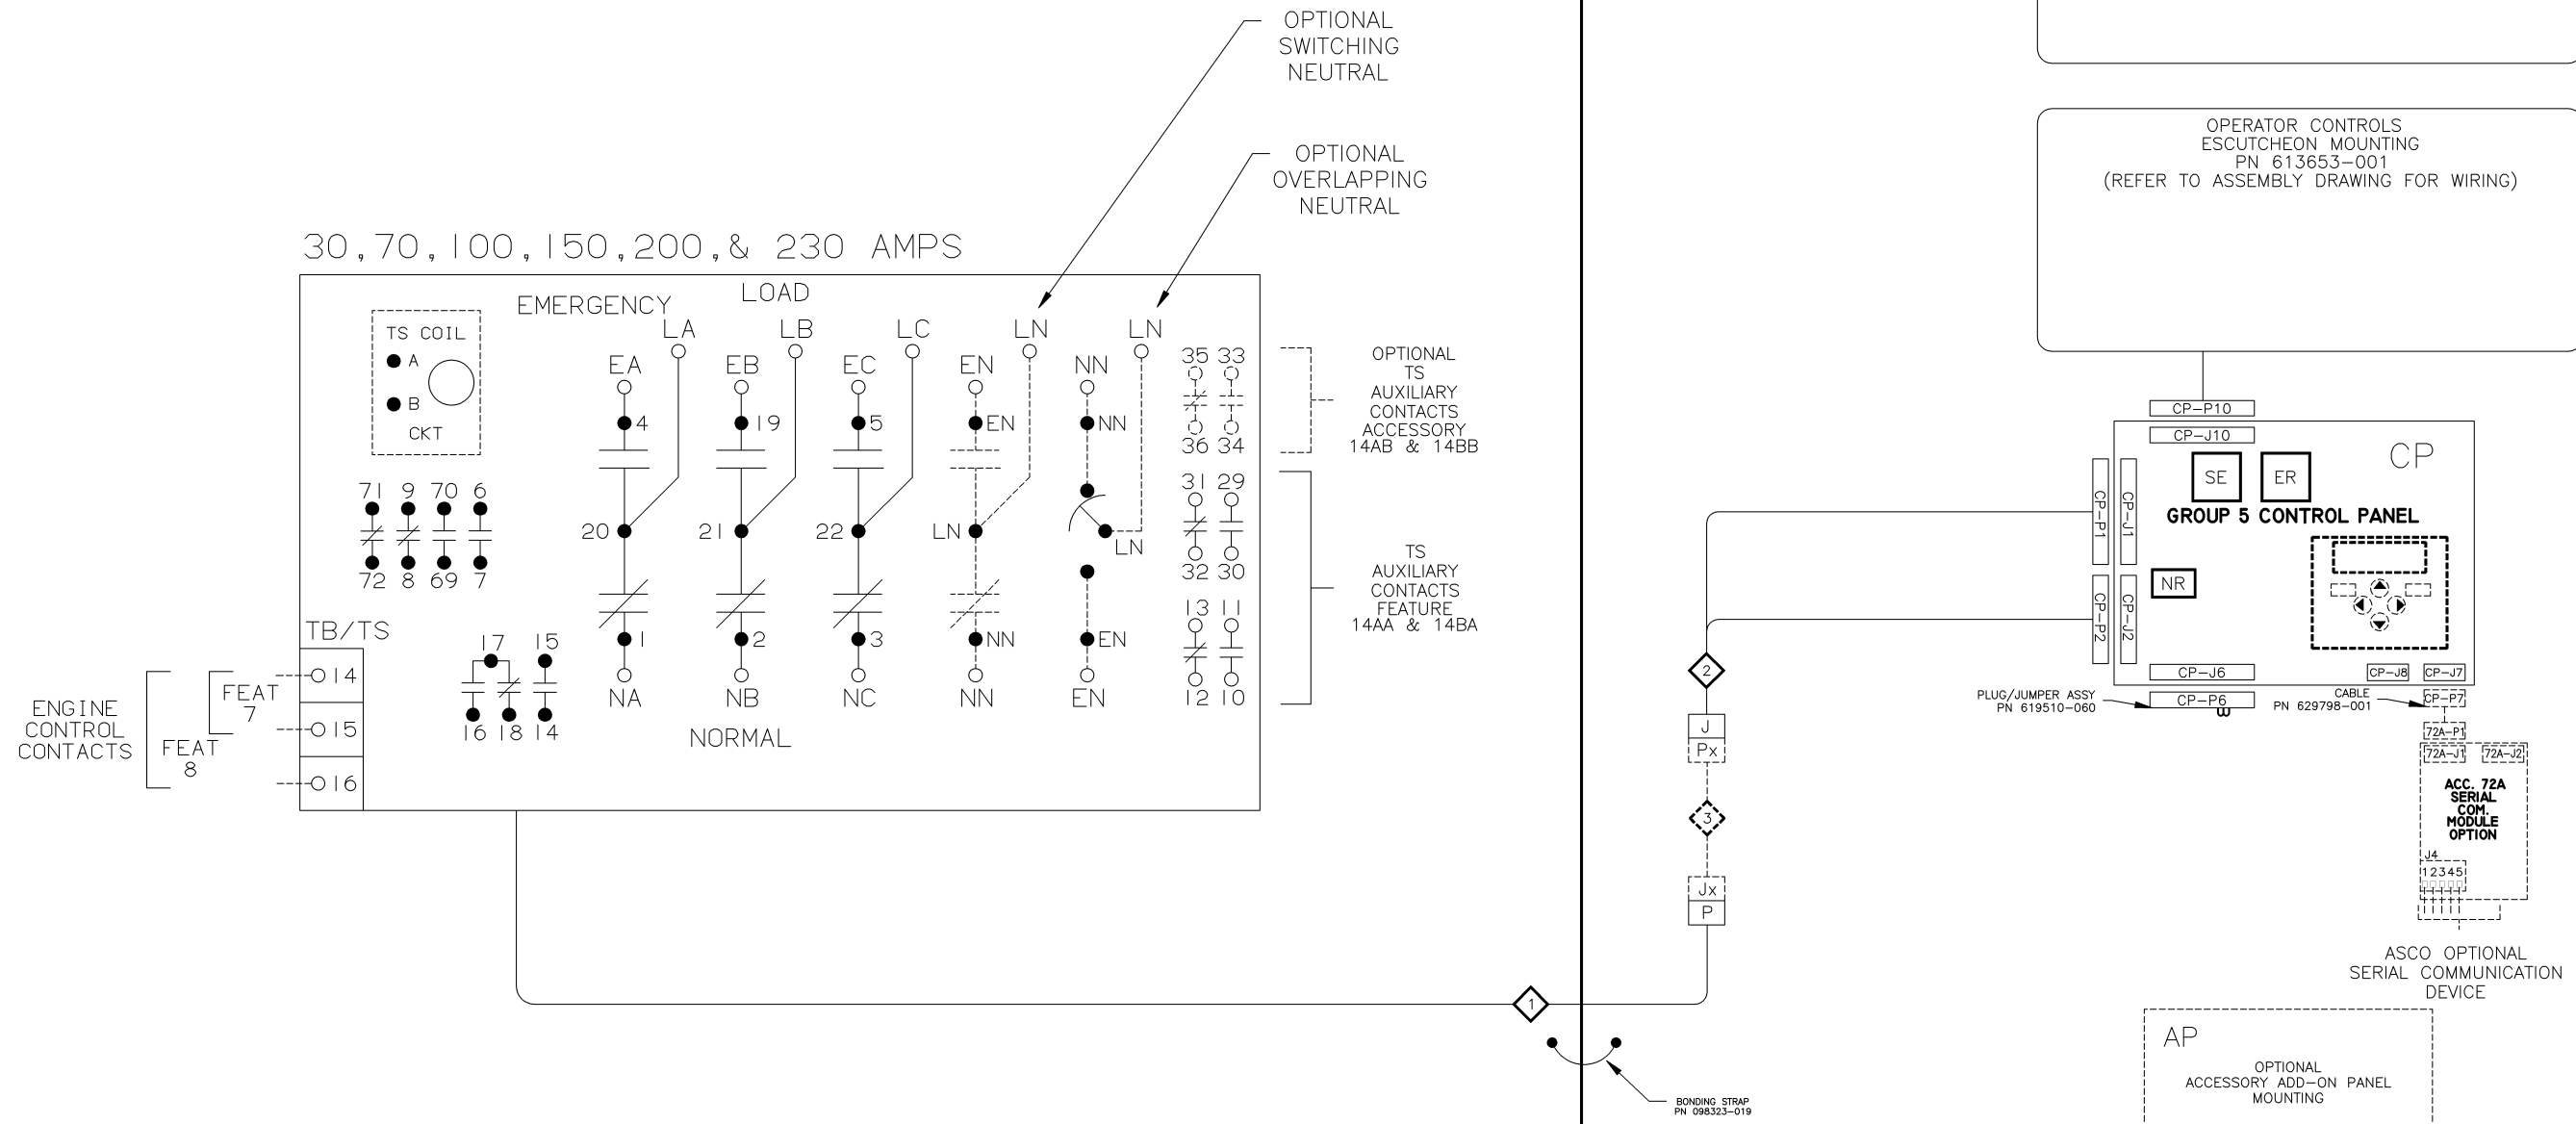 OPTIONAL
SWITCHING
NEUTRAL
OPTIONAL
OVERLAPPING
NEUTRAL
30,70,100,150,200,& 230 AMPS
EMERGENCY
LOAD
TS COIL
A
B
CKT
LA
LB
LC
LN
LN
EA
EB
EC
EN
NN
4
19
5
EN
NN
20
21
22
LN
LN
1
2
3
NN
EN
NA
NB
NC
NN
EN
NORMAL
71 9 70 6
72 8 69 7
17 15
16 18 14
TB/TS
14
15
16
ENGINE
CONTROL
CONTACTS
FEAT
7
FEAT
8
35 33
36 34
31 29
32 30
13 11
12 10
OPTIONAL
TS
AUXILIARY
CONTACTS
ACCESSORY
14AB & 14BB
TS
AUXILIARY
CONTACTS
FEATURE
14AA & 14BA
1
BONDING STRAP
PN 098323-019
2
J
Px
3
Jx
P
OPERATOR CONTROLS
ESCUTCHEON MOUNTING
PN 613653-001
(REFER TO ASSEMBLY DRAWING FOR WIRING)
CP-P10
CP-J10
CP
SE
ER
GROUP 5 CONTROL PANEL
CP-P1
CP-J1
NR
CP-P2
CP-J2
CP-J6
CP-J8
CP-J7
PLUG/JUMPER ASSY
PN 619510-060
CP-P6
CABLE
PN 629798-001
CP-P7
72A-P1
72A-J1
72A-J2
ACC. 72A
SERIAL
COM.
MODULE
OPTION
J4
12345
ASCO OPTIONAL
SERIAL COMMUNICATION
DEVICE
AP
OPTIONAL
ACCESSORY ADD-ON PANEL
MOUNTING